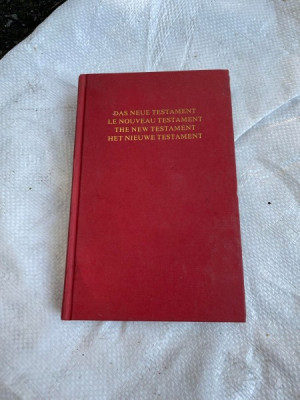 DAS NEUE TESTAMENT
LE NOUVEAU TESTAMENT
THE NEW TESTAMENT
HET NIEUWE TESTAMENT